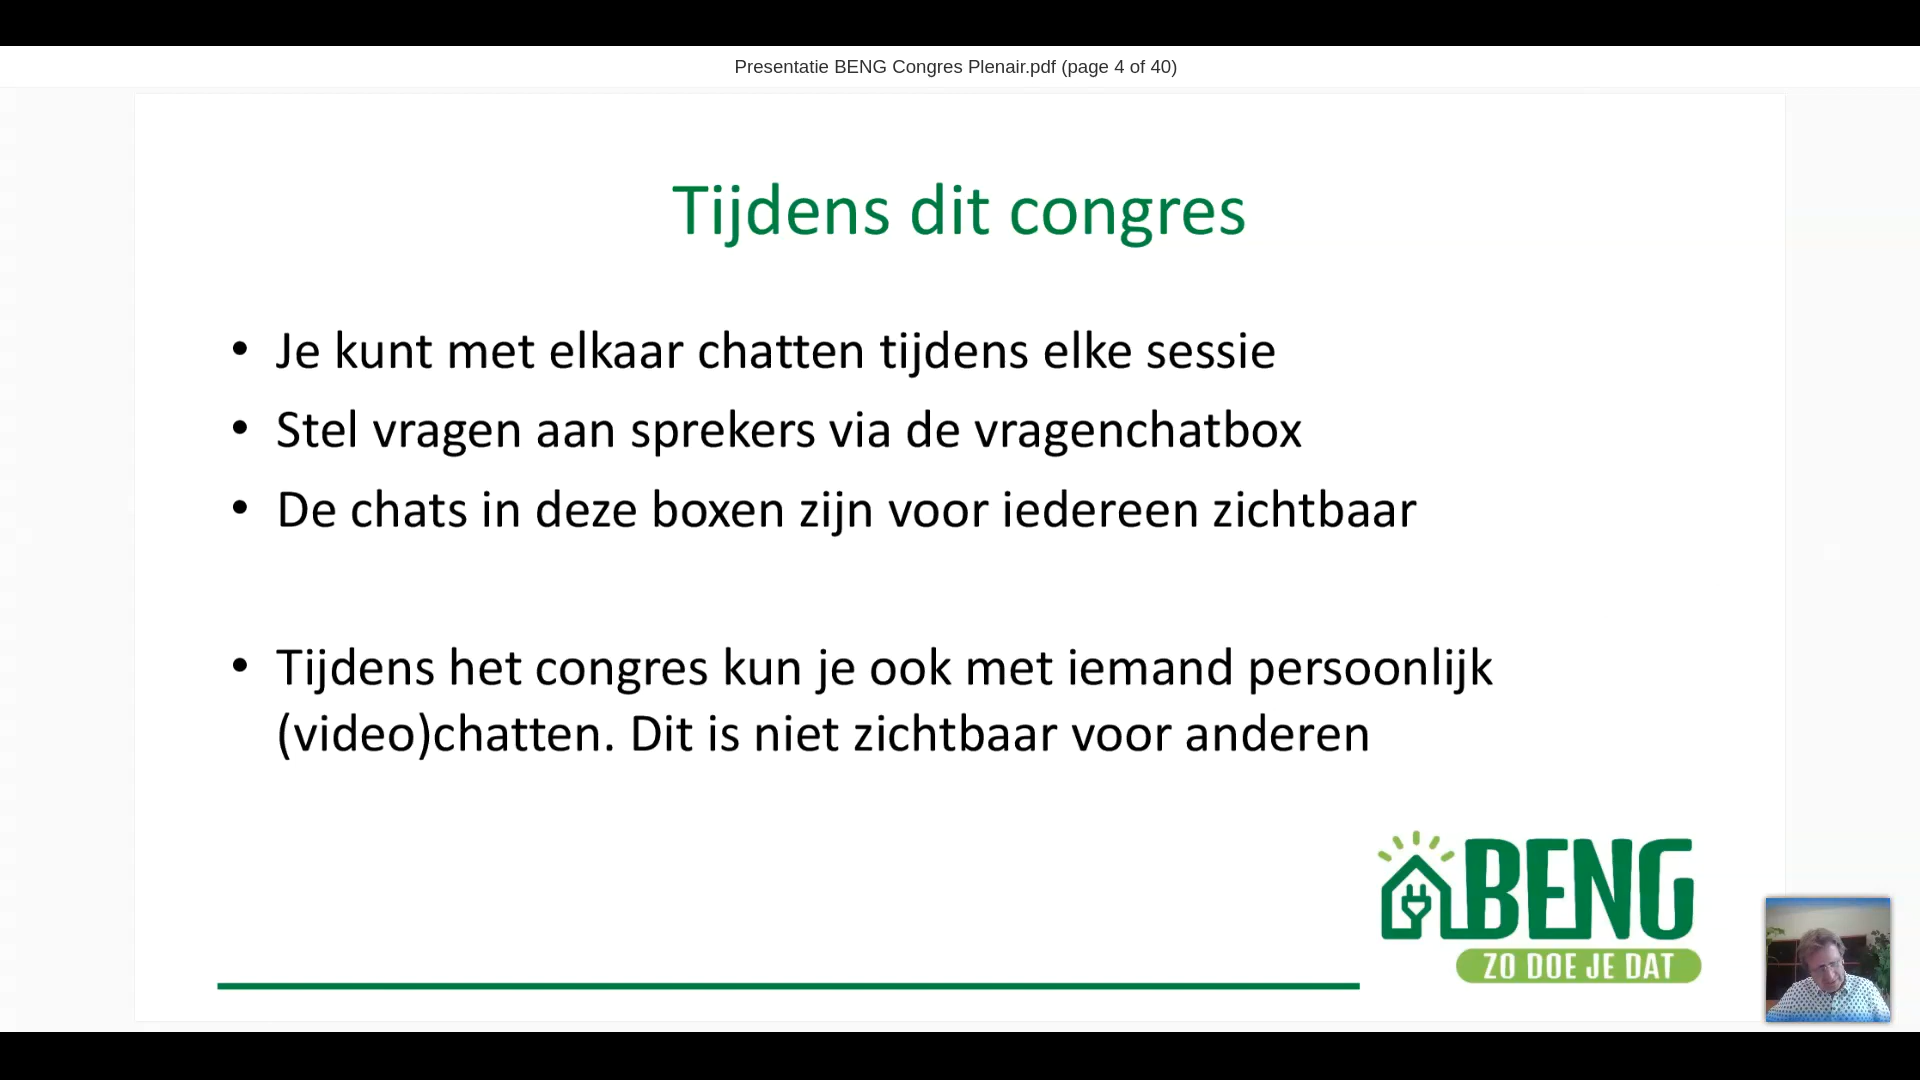 Presentatie BENG Congres Plenair.pdf (page 4 of 40)
Tijdens dit congres
• Je kunt met elkaar chatten tijdens elke sessie
• Stel vragen aan sprekers via de vragenchatbox
• De chats in deze boxen zijn voor iedereen zichtbaar
• Tijdens het congres kun je ook met iemand persoonlijk
(video)chatten. Dit is niet zichtbaar voor anderen
BENG
ZO DOE JE DAT